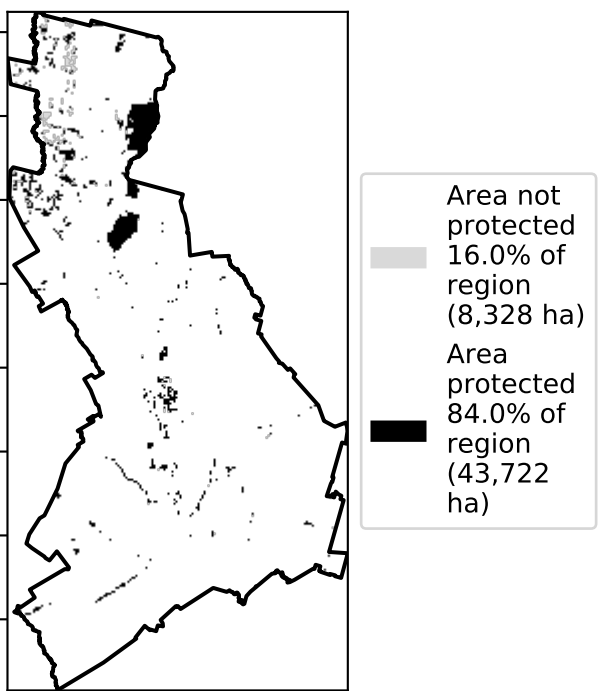 Area not
protected
16.0% of
region
(8,328 ha)
Area
protected
84.0% of
region
(43,722
ha)